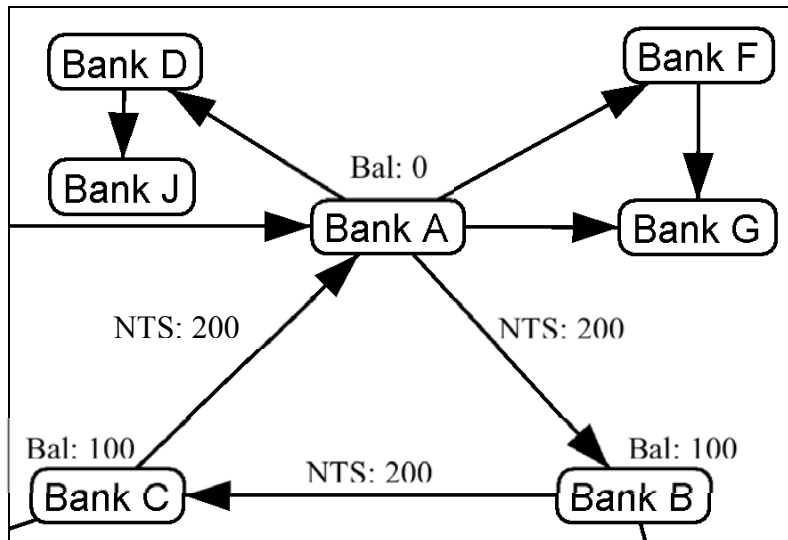 Bank D
Bank F
Bal: 0
Bank J
Bank A
Bank G
NTS: 200
NTS: 200
Bal: 100
Bal: 100
NTS: 200
Bank C
Bank B